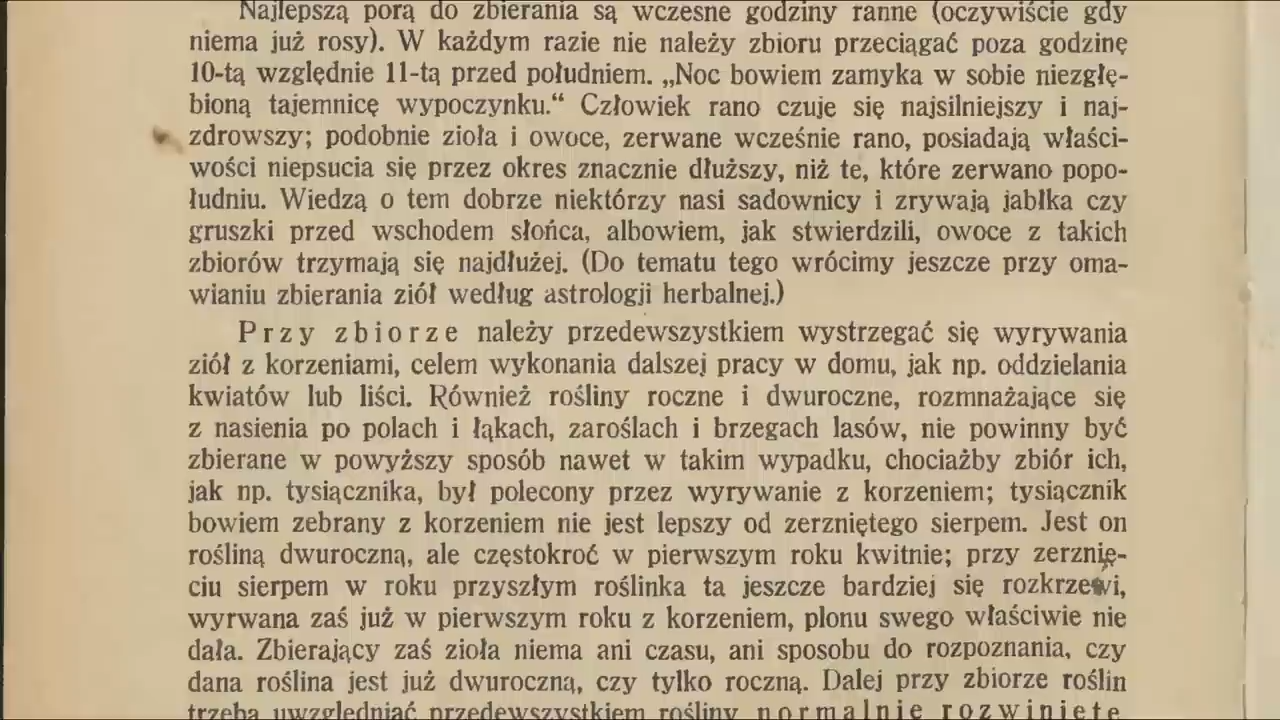 Najlepszą porą do zbierania są wczesne godziny ranne (oczywiście gdy
niema już rosy). W każdym razie nie należy zbioru przeciągać poza godzinę
10-tą względnie 11-tą przed południem. „Noc bowiem zamyka w sobie niezgłę-
bioną tajemnicę wypoczynku.“ Człowiek rano czuje się najsilniejszy i naj-
zdrowszy; podobnie zioła i owoce, zerwane wcześnie rano, posiadają właści-
wości niepsucia się przez okres znacznie dłuższy, niż te, które zerwano popo-
łudniu. Wiedzą o tem dobrze niektórzy nasi sadownicy i zrywają jabłka czy
gruszki przed wschodem słońca, albowiem, jak stwierdzili, owoce z takich
zbiorów trzymają się najdłużej. (Do tematu tego wrócimy jeszcze przy oma-
wianiu zbierania ziół według astrologji herbalnej.)
Przy zbiorze należy przedewszystkiem wystrzegać się wyrywania
ziół z korzeniami, celem wykonania dalszej pracy w domu, jak np. oddzielania
kwiatów lub liści. Również rośliny roczne i dwuroczne, rozmnażające się
z nasienia po polach i łąkach, zaroślach i brzegach lasów, nie powinny być
zbierane w powyższy sposób nawet w takim wypadku, chociażby zbiór ich,
jak np. tysiącznika, był polecony przez wyrywanie z korzeniem; tysiącznik
bowiem zebrany z korzeniem nie jest lepszy od zerzniętego sierpem. Jest on
rośliną dwuroczną, ale częstokroć w pierwszym roku kwitnie; przy zerznię-
ciu sierpem w roku przyszłym roślinka ta jeszcze bardziej się rozkrzewi,
wyrwana zaś już w pierwszym roku z korzeniem, plonu swego właściwie nie
dała. Zbierający zaś zioła niema ani czasu, ani sposobu do rozpoznania, czy
dana roślina jest już dwuroczną, czy tylko roczną. Dalej przy zbiorze roślin
trzeba uwzględniać przedewszystkiem rośliny normalnie rozwinięte